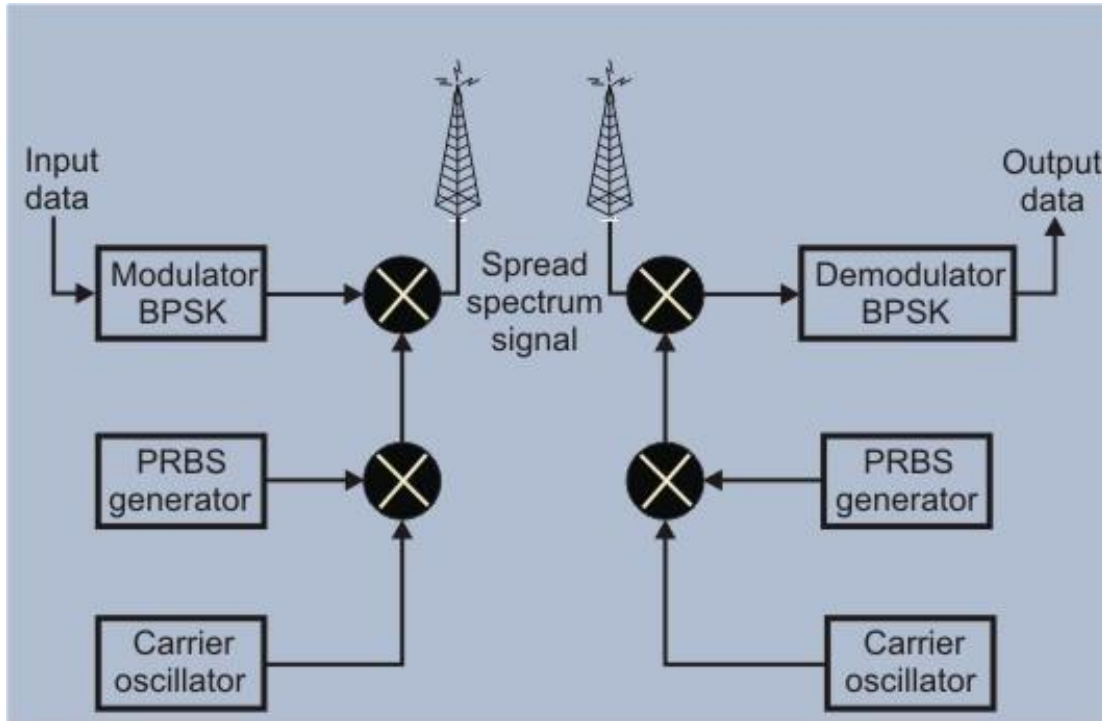 Input
data
Modulator
BPSK
Spread
spectrum
signal
Demodulator
BPSK
Output
data
PRBS
generator
PRBS
generator
Carrier
oscillator
Carrier
oscillator